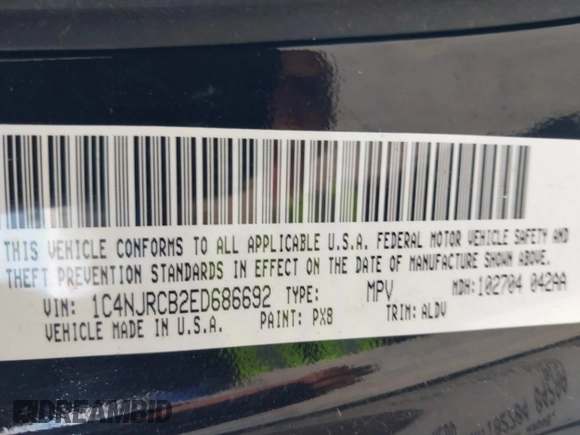 THIS VEHICLE CONFORMS TO ALL APPLICABLE U.S.A. FEDERAL MOTOR VEHICLE SAFETY AND
THEFT PREVENTION STANDARDS IN EFFECT ON THE DATE OF MANUFACTURE SHOWN ABOVE.
VIN: 1C4NJRCB2ED686692 TYPE: MPV MDH: 102704 042AA
VEHICLE MADE IN U.S.A. PAINT: PX8 TRIM: ALDV
DREAMBID